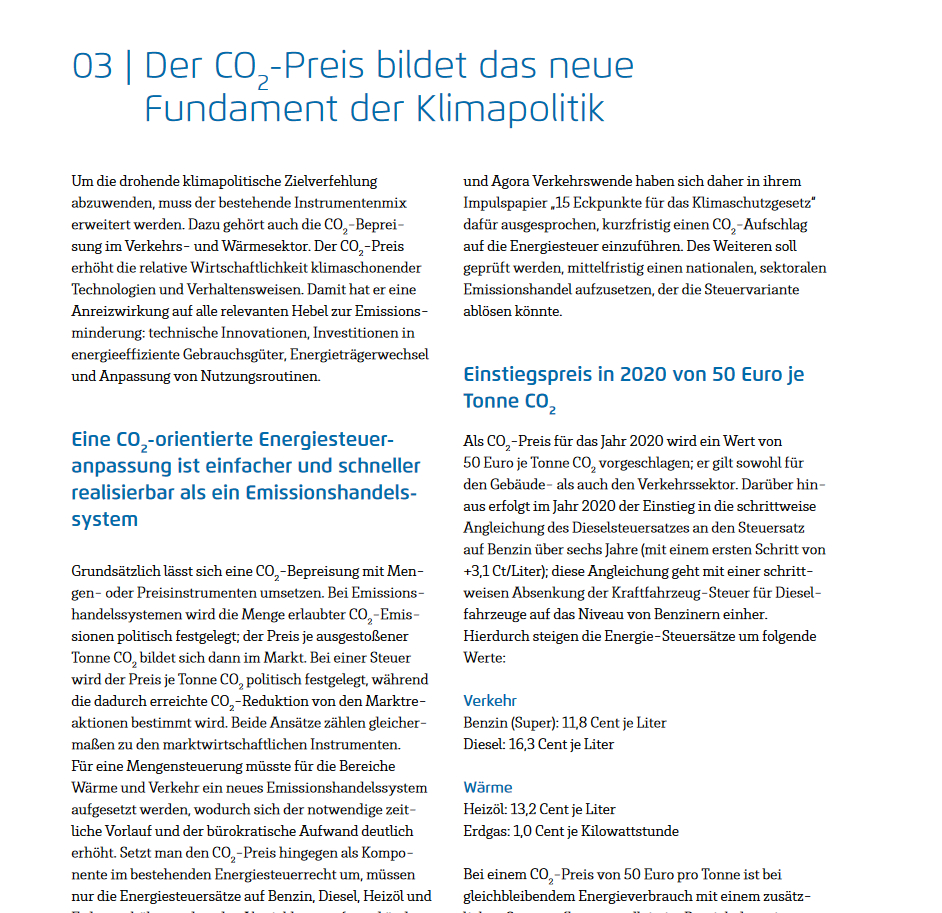 03 | Der CO₂-Preis bildet das neue
Fundament der Klimapolitik
Um die drohende klimapolitische Zielverfehlung
abzuwenden, muss der bestehende Instrumentenmix
erweitert werden. Dazu gehört auch die CO₂-Beprei-
sung im Verkehrs- und Wärmesektor. Der CO₂-Preis
erhöht die relative Wirtschaftlichkeit klimaschonender
Technologien und Verhaltensweisen. Damit hat er eine
Anreizwirkung auf alle relevanten Hebel zur Emissions-
minderung: technische Innovationen, Investitionen in
energieeffiziente Gebrauchsgüter, Energieträgerwechsel
und Anpassung von Nutzungsroutinen.
Eine CO₂-orientierte Energiesteuer-
anpassung ist einfacher und schneller
realisierbar als ein Emissionshandels-
system
Grundsätzlich lässt sich eine CO₂-Bepreisung mit Men-
gen- oder Preisinstrumenten umsetzen. Bei Emissions-
handelssystemen wird die Menge erlaubter CO₂-Emis-
sionen politisch festgelegt; der Preis je ausgestoßener
Tonne CO₂ bildet sich dann im Markt. Bei einer Steuer
wird der Preis je Tonne CO₂ politisch festgelegt, während
die dadurch erreichte CO₂-Reduktion von den Marktre-
aktionen bestimmt wird. Beide Ansätze zählen gleicher-
maßen zu den marktwirtschaftlichen Instrumenten.
Für eine Mengensteuerung müsste für die Bereiche
Wärme und Verkehr ein neues Emissionshandelssystem
aufgesetzt werden, wodurch sich der notwendige zeit-
liche Vorlauf und der bürokratische Aufwand deutlich
erhöht. Setzt man den CO₂-Preis hingegen als Kompo-
nente im bestehenden Energiesteuerrecht um, müssen
nur die Energiesteuersätze auf Benzin, Diesel, Heizöl und
und Agora Verkehrswende haben sich daher in ihrem
Impulspapier „15 Eckpunkte für das Klimaschutzgesetz“
dafür ausgesprochen, kurzfristig einen CO₂-Aufschlag
auf die Energiesteuer einzuführen. Des Weiteren soll
geprüft werden, mittelfristig einen nationalen, sektoralen
Emissionshandel aufzusetzen, der die Steuervariante
ablösen könnte.
Einstiegspreis in 2020 von 50 Euro je
Tonne CO₂
Als CO₂-Preis für das Jahr 2020 wird ein Wert von
50 Euro je Tonne CO₂ vorgeschlagen; er gilt sowohl für
den Gebäude- als auch den Verkehrssektor. Darüber hin-
aus erfolgt im Jahr 2020 der Einstieg in die schrittweise
Angleichung des Dieselsteuersatzes an den Steuersatz
auf Benzin über sechs Jahre (mit einem ersten Schritt von
+3,1 Ct/Liter); diese Angleichung geht mit einer schritt-
weisen Absenkung der Kraftfahrzeug-Steuer für Diesel-
fahrzeuge auf das Niveau von Benzinern einher.
Hierdurch steigen die Energie-Steuersätze um folgende
Werte:
Verkehr
Benzin (Super): 11,8 Cent je Liter
Diesel: 16,3 Cent je Liter
Wärme
Heizöl: 13,2 Cent je Liter
Erdgas: 1,0 Cent je Kilowattstunde
Bei einem CO₂-Preis von 50 Euro pro Tonne ist bei
gleichbleibendem Energieverbrauch mit einem zusätz-